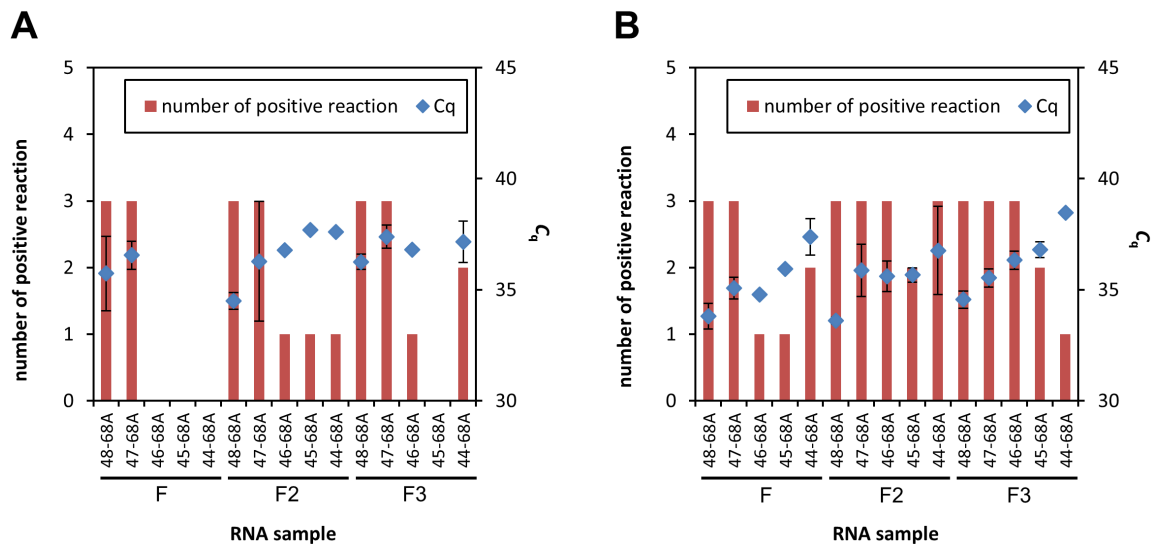 A
number of positive reaction Cq
number of positive reaction
5
4
3
2
1
0
45
40
35
30
Cq
48-68A 47-68A 46-68A 45-68A 44-68A 48-68A 47-68A 46-68A 45-68A 44-68A 48-68A 47-68A 46-68A 45-68A 44-68A
F F2 F3
RNA sample
B
number of positive reaction Cq
number of positive reaction
5
4
3
2
1
0
45
40
35
30
Cq
48-68A 47-68A 46-68A 45-68A 44-68A 48-68A 47-68A 46-68A 45-68A 44-68A 48-68A 47-68A 46-68A 45-68A 44-68A
F F2 F3
RNA sample